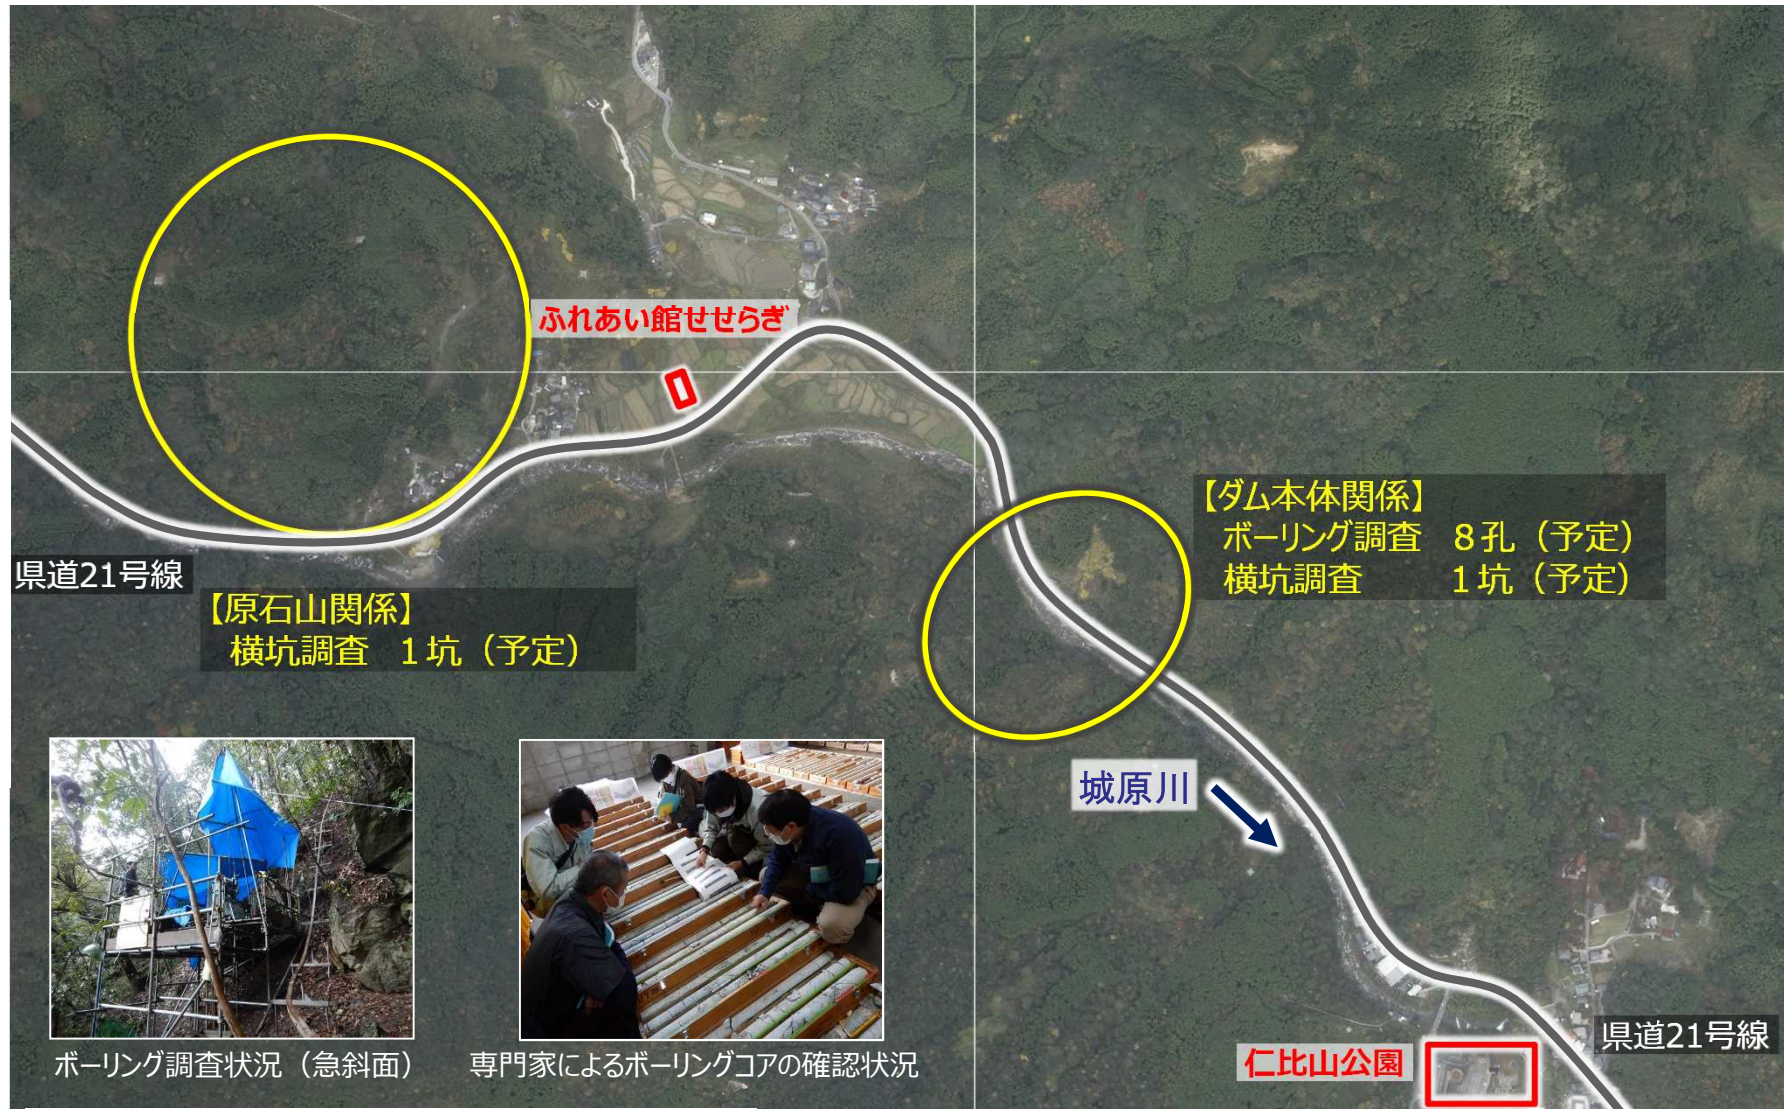 ふれあい館せせらぎ
【ダム本体関係】
ボーリング調査 8孔（予定）
横坑調査 1坑（予定）
県道21号線
【原石山関係】
横坑調査 1坑（予定）
城原川
ボーリング調査状況（急斜面）
専門家によるボーリングコアの確認状況
仁比山公園
県道21号線